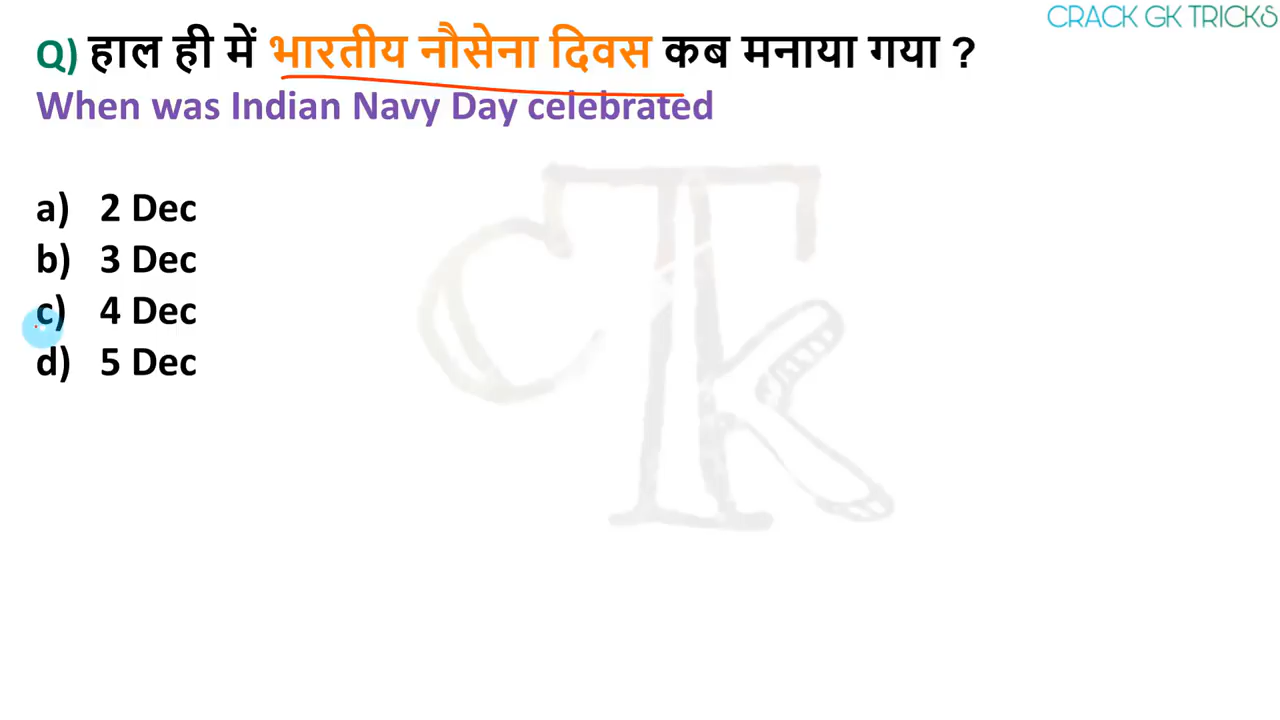 CRACK GK TRICKS
Q) हाल ही में भारतीय नौसेना दिवस कब मनाया गया ?
When was Indian Navy Day celebrated
a) 2 Dec
b) 3 Dec
c) 4 Dec
d) 5 Dec
CTK